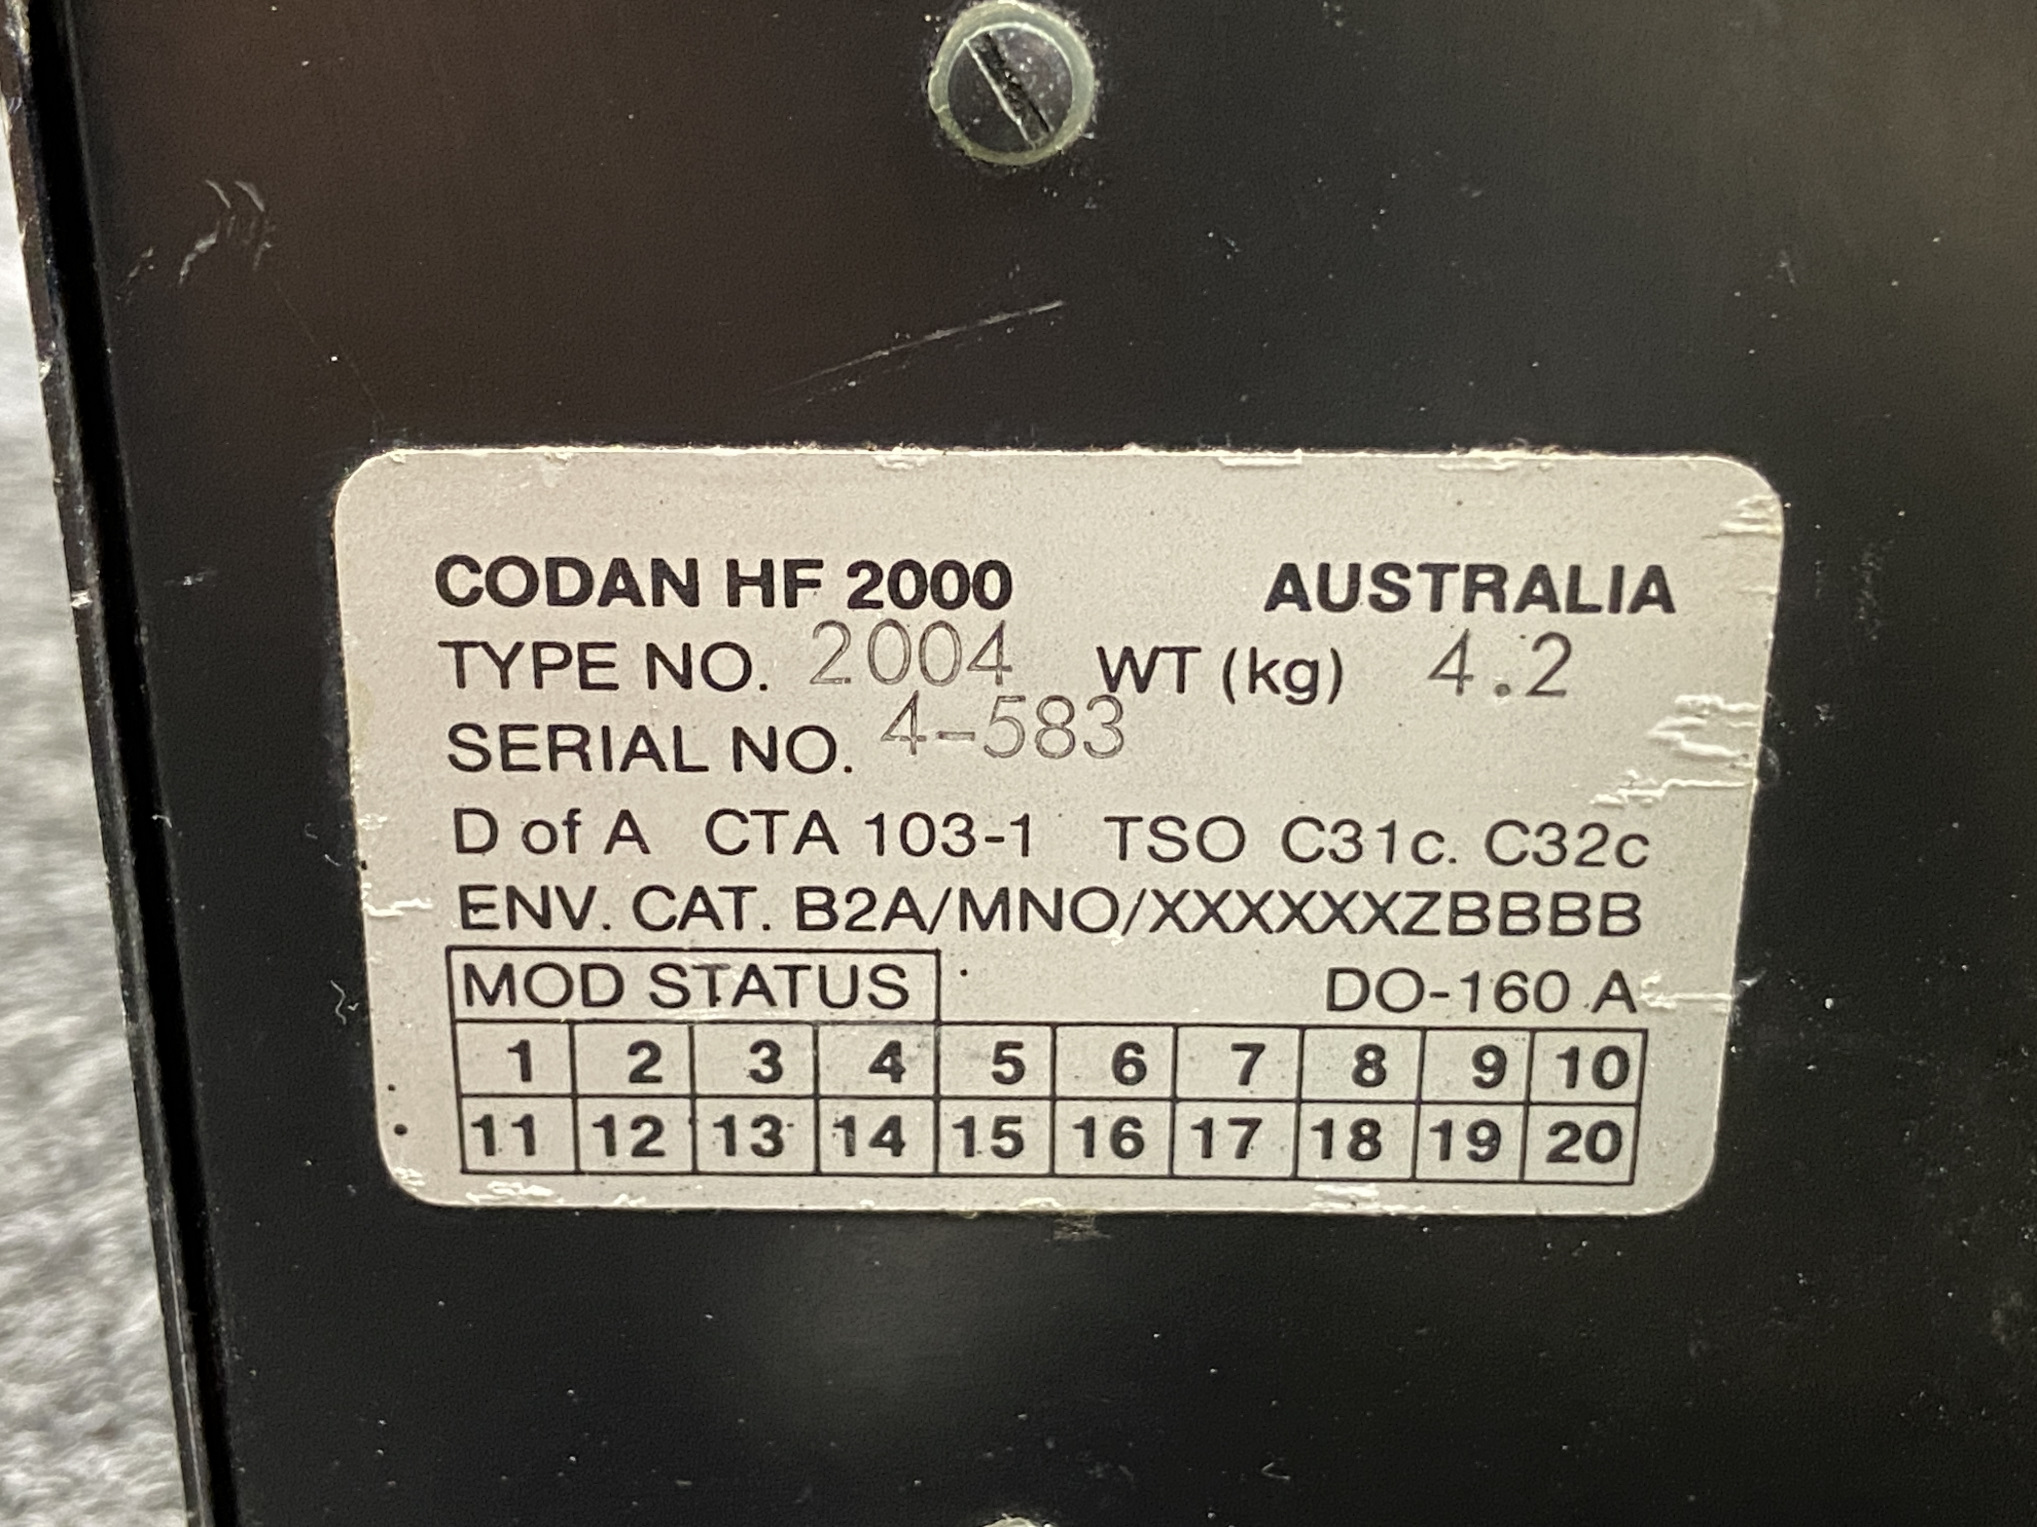 CODAN HF 2000 AUSTRALIA
TYPE NO. 2004 WT (kg) 4.2
SERIAL NO. 4-583
D of A CTA 103-1 TSO C31c. C32c
ENV. CAT. B2A/MNO/XXXXXXZBBBB
MOD STATUS DO-160 A
1 2 3 4 5 6 7 8 9 10
11 12 13 14 15 16 17 18 19 20